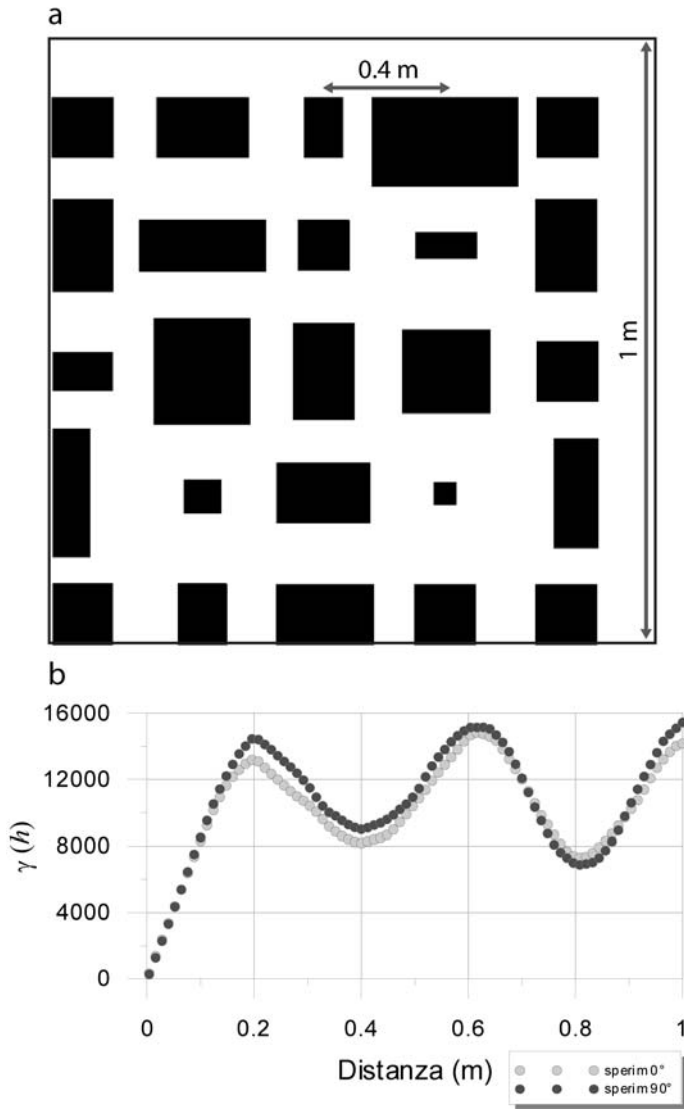 a
0.4 m
1 m
b
16000
12000
8000
4000
0
γ (h)
0 0.2 0.4 0.6 0.8 1
Distanza (m)
sperim 0°
sperim 90°